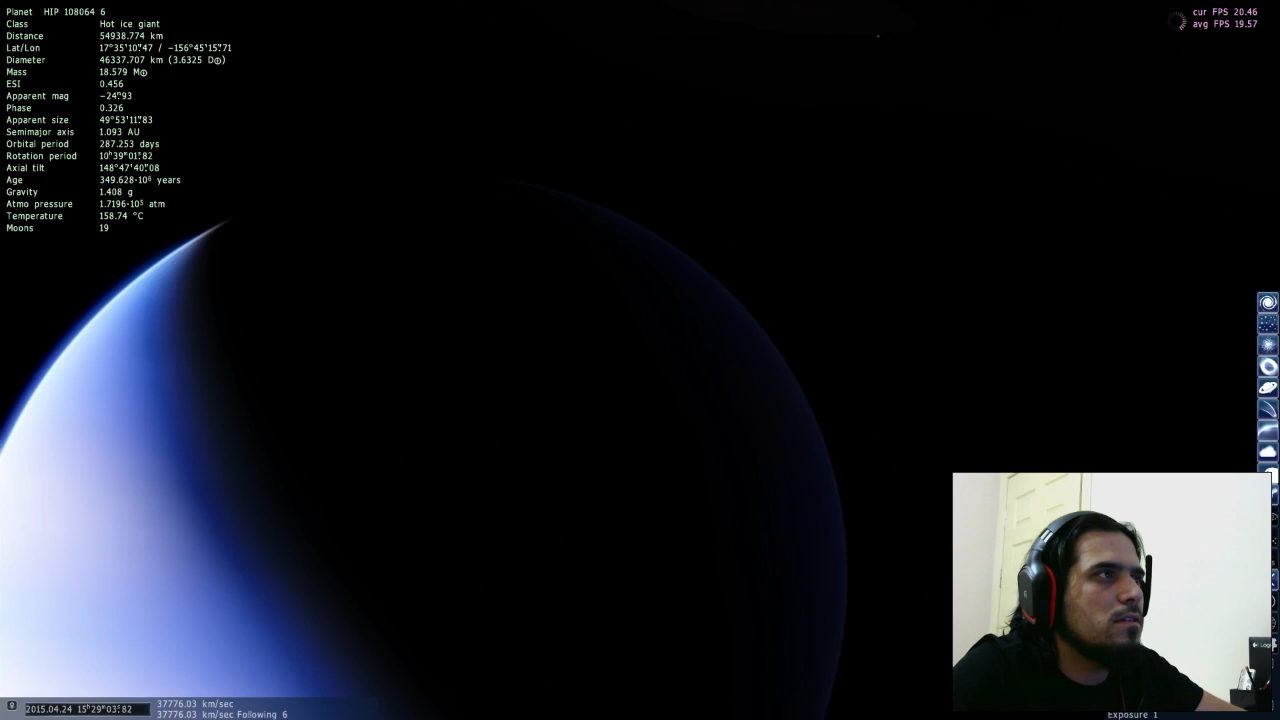 Planet HIP 108064 6
Class Hot ice giant
Distance 54938.774 km
Lat/Lon 17°35'10."47 / -156°45'15."71
Diameter 46337.707 km (3.6325 D⊕)
Mass 18.579 M⊕
ESI 0.456
Apparent mag -24.m93
Phase 0.326
Apparent size 49°53'11."83
Semimajor axis 1.093 AU
Orbital period 287.253 days
Rotation period 10h39m01.s82
Axial tilt 148°47'40."08
Age 349.628·10⁶ years
Gravity 1.408 g
Atmo pressure 1.7196·10⁵ atm
Temperature 158.74 °C
Moons 19
cur FPS 20.46
avg FPS 19.57
2015.04.24 15h29m03.s82
37776.03 km/sec
37776.03 km/sec Following 6
Exposure 1